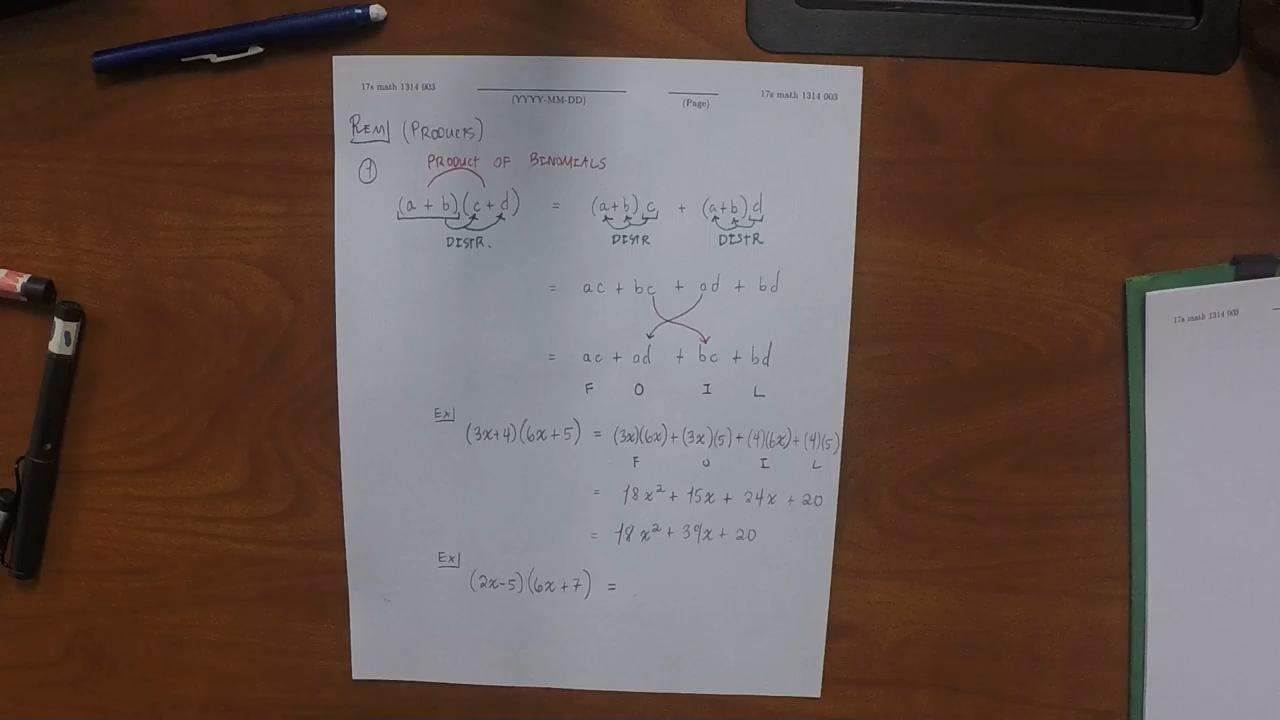 17s math 1314 003 (YYYY-MM-DD) (Page) 17s math 1314 003
REM (PRODUCTS)
1 PRODUCT OF BINOMIALS
(a + b)(c + d) = (a+b)c + (a+b)d
DISTR. DISTR DISTR
= ac + bc + ad + bd
= ac + ad + bc + bd
F O I L
Ex
(3x+4)(6x+5) = (3x)(6x)+(3x)(5)+(4)(6x)+(4)(5)
F O I L
= 18x² + 15x + 24x + 20
= 18x² + 39x + 20
Ex
(2x-5)(6x+7) =
17s math 1314 003